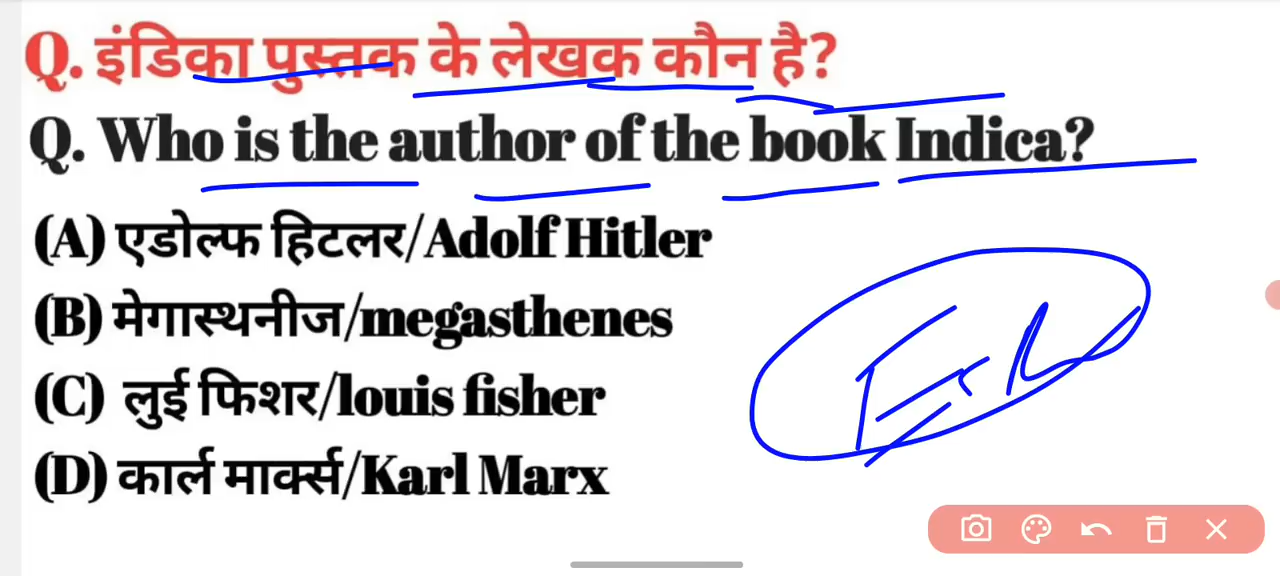 Q. इंडिका पुस्तक के लेखक कौन है?
Q. Who is the author of the book Indica?
(A) एडोल्फ हिटलर/Adolf Hitler
(B) मेगास्थनीज/megasthenes
(C) लुई फिशर/louis fisher
(D) कार्ल मार्क्स/Karl Marx